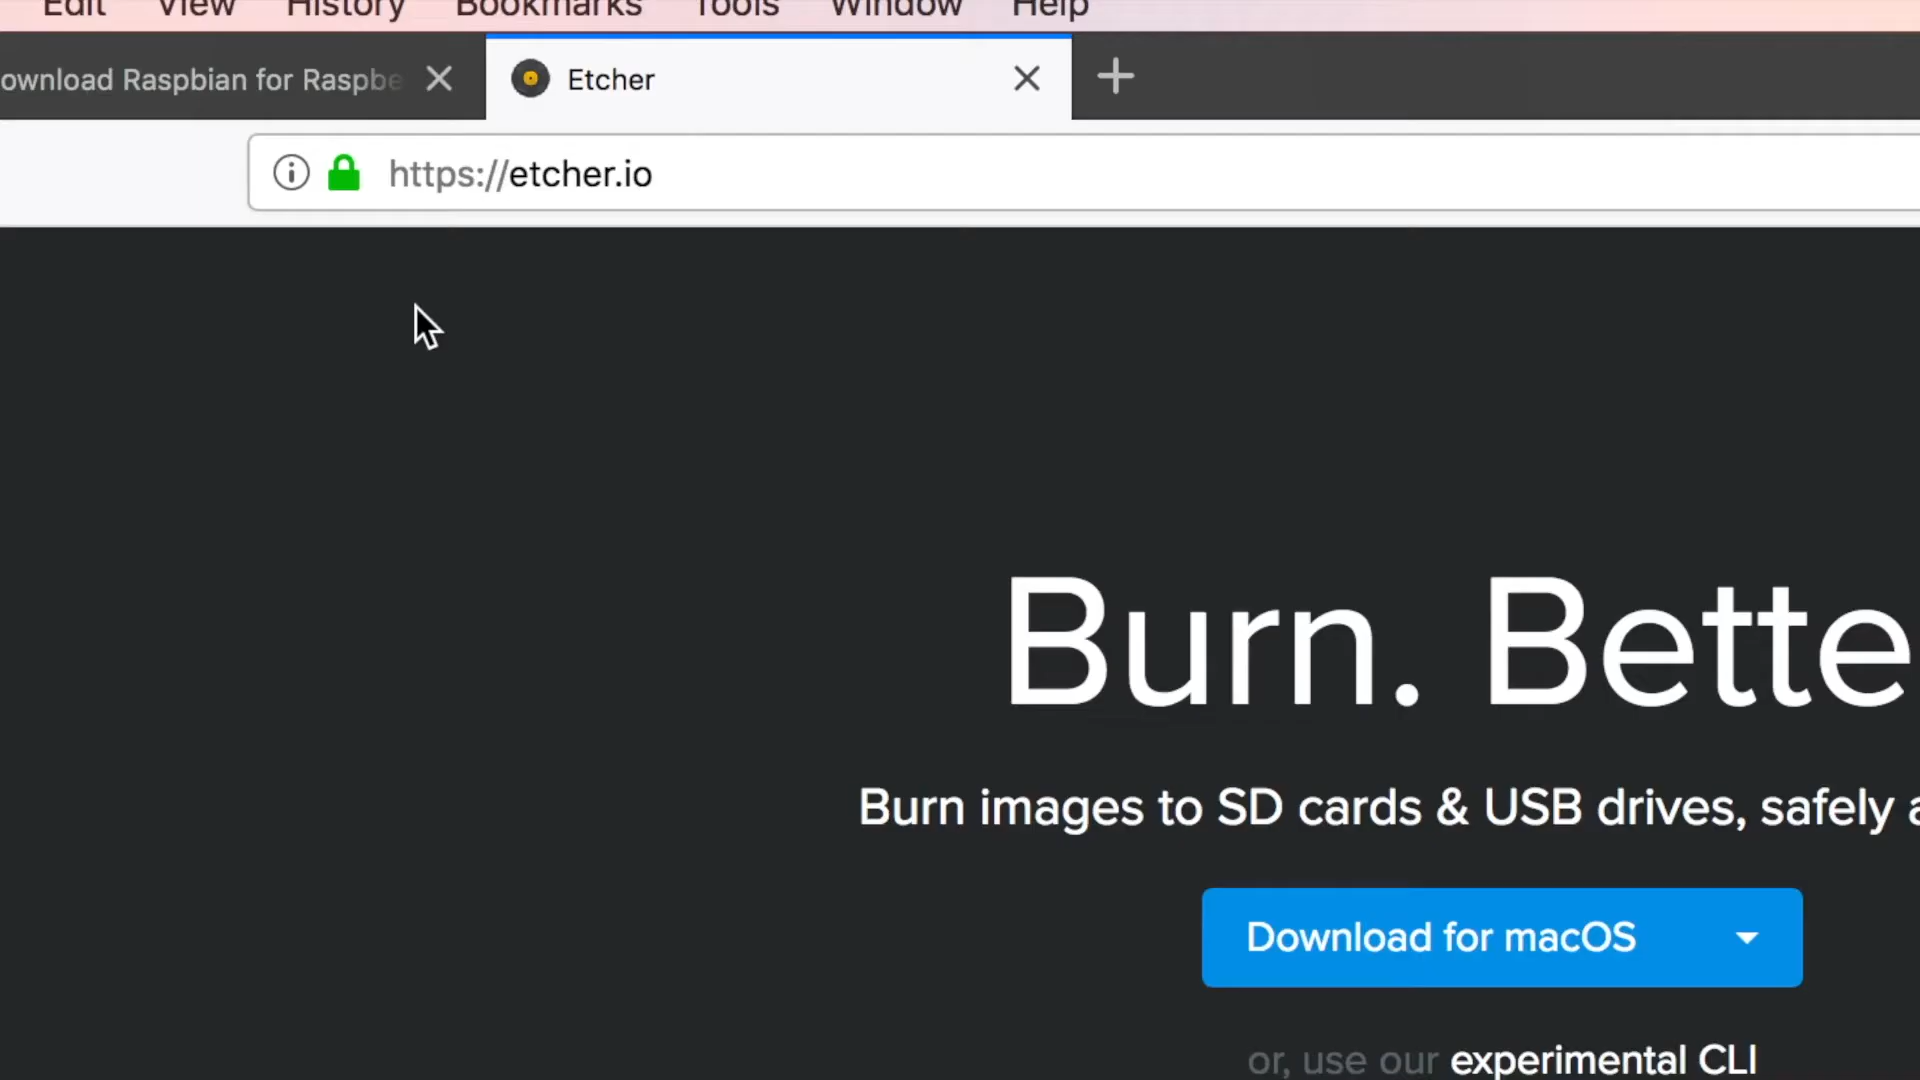 Edit View History Bookmarks Tools Window Help
ownload Raspbian for Raspbe Etcher
https://etcher.io
Burn. Bette
Burn images to SD cards & USB drives, safely a
Download for macOS
or, use our experimental CLI